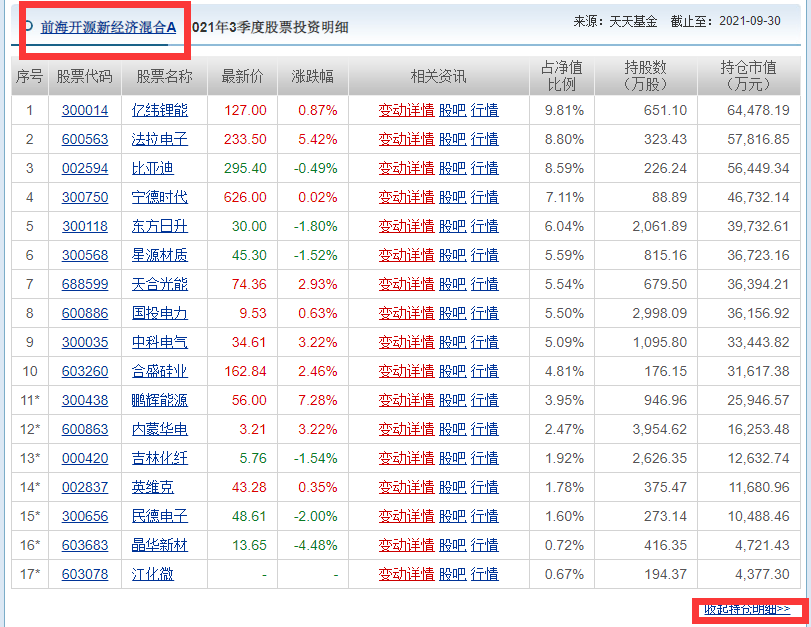 前海开源新经济混合A 021年3季度股票投资明细 来源：天天基金 截止至：2021-09-30
序号 股票代码 股票名称 最新价 涨跌幅 相关资讯 占净值比例 持股数（万股） 持仓市值（万元）
1 300014 亿纬锂能 127.00 0.87% 变动详情 股吧 行情 9.81% 651.10 64,478.19
2 600563 法拉电子 233.50 5.42% 变动详情 股吧 行情 8.80% 323.43 57,816.85
3 002594 比亚迪 295.40 -0.49% 变动详情 股吧 行情 8.59% 226.24 56,449.34
4 300750 宁德时代 626.00 0.02% 变动详情 股吧 行情 7.11% 88.89 46,732.14
5 300118 东方日升 30.00 -1.80% 变动详情 股吧 行情 6.04% 2,061.89 39,732.61
6 300568 星源材质 45.30 -1.52% 变动详情 股吧 行情 5.59% 815.16 36,723.16
7 688599 天合光能 74.36 2.93% 变动详情 股吧 行情 5.54% 679.50 36,394.21
8 600886 国投电力 9.53 0.63% 变动详情 股吧 行情 5.50% 2,998.09 36,156.92
9 300035 中科电气 34.61 3.22% 变动详情 股吧 行情 5.09% 1,095.80 33,443.82
10 603260 合盛硅业 162.84 2.46% 变动详情 股吧 行情 4.81% 176.15 31,617.38
11* 300438 鹏辉能源 56.00 7.28% 变动详情 股吧 行情 3.95% 946.96 25,946.57
12* 600863 内蒙华电 3.21 3.22% 变动详情 股吧 行情 2.47% 3,954.62 16,253.48
13* 000420 吉林化纤 5.76 -1.54% 变动详情 股吧 行情 1.92% 2,626.35 12,632.74
14* 002837 英维克 43.28 0.35% 变动详情 股吧 行情 1.78% 375.47 11,680.96
15* 300656 民德电子 48.61 -2.00% 变动详情 股吧 行情 1.60% 273.14 10,488.46
16* 603683 晶华新材 13.65 -4.48% 变动详情 股吧 行情 0.72% 416.35 4,721.43
17* 603078 江化微 - - 变动详情 股吧 行情 0.67% 194.37 4,377.30
收起持仓明细>>